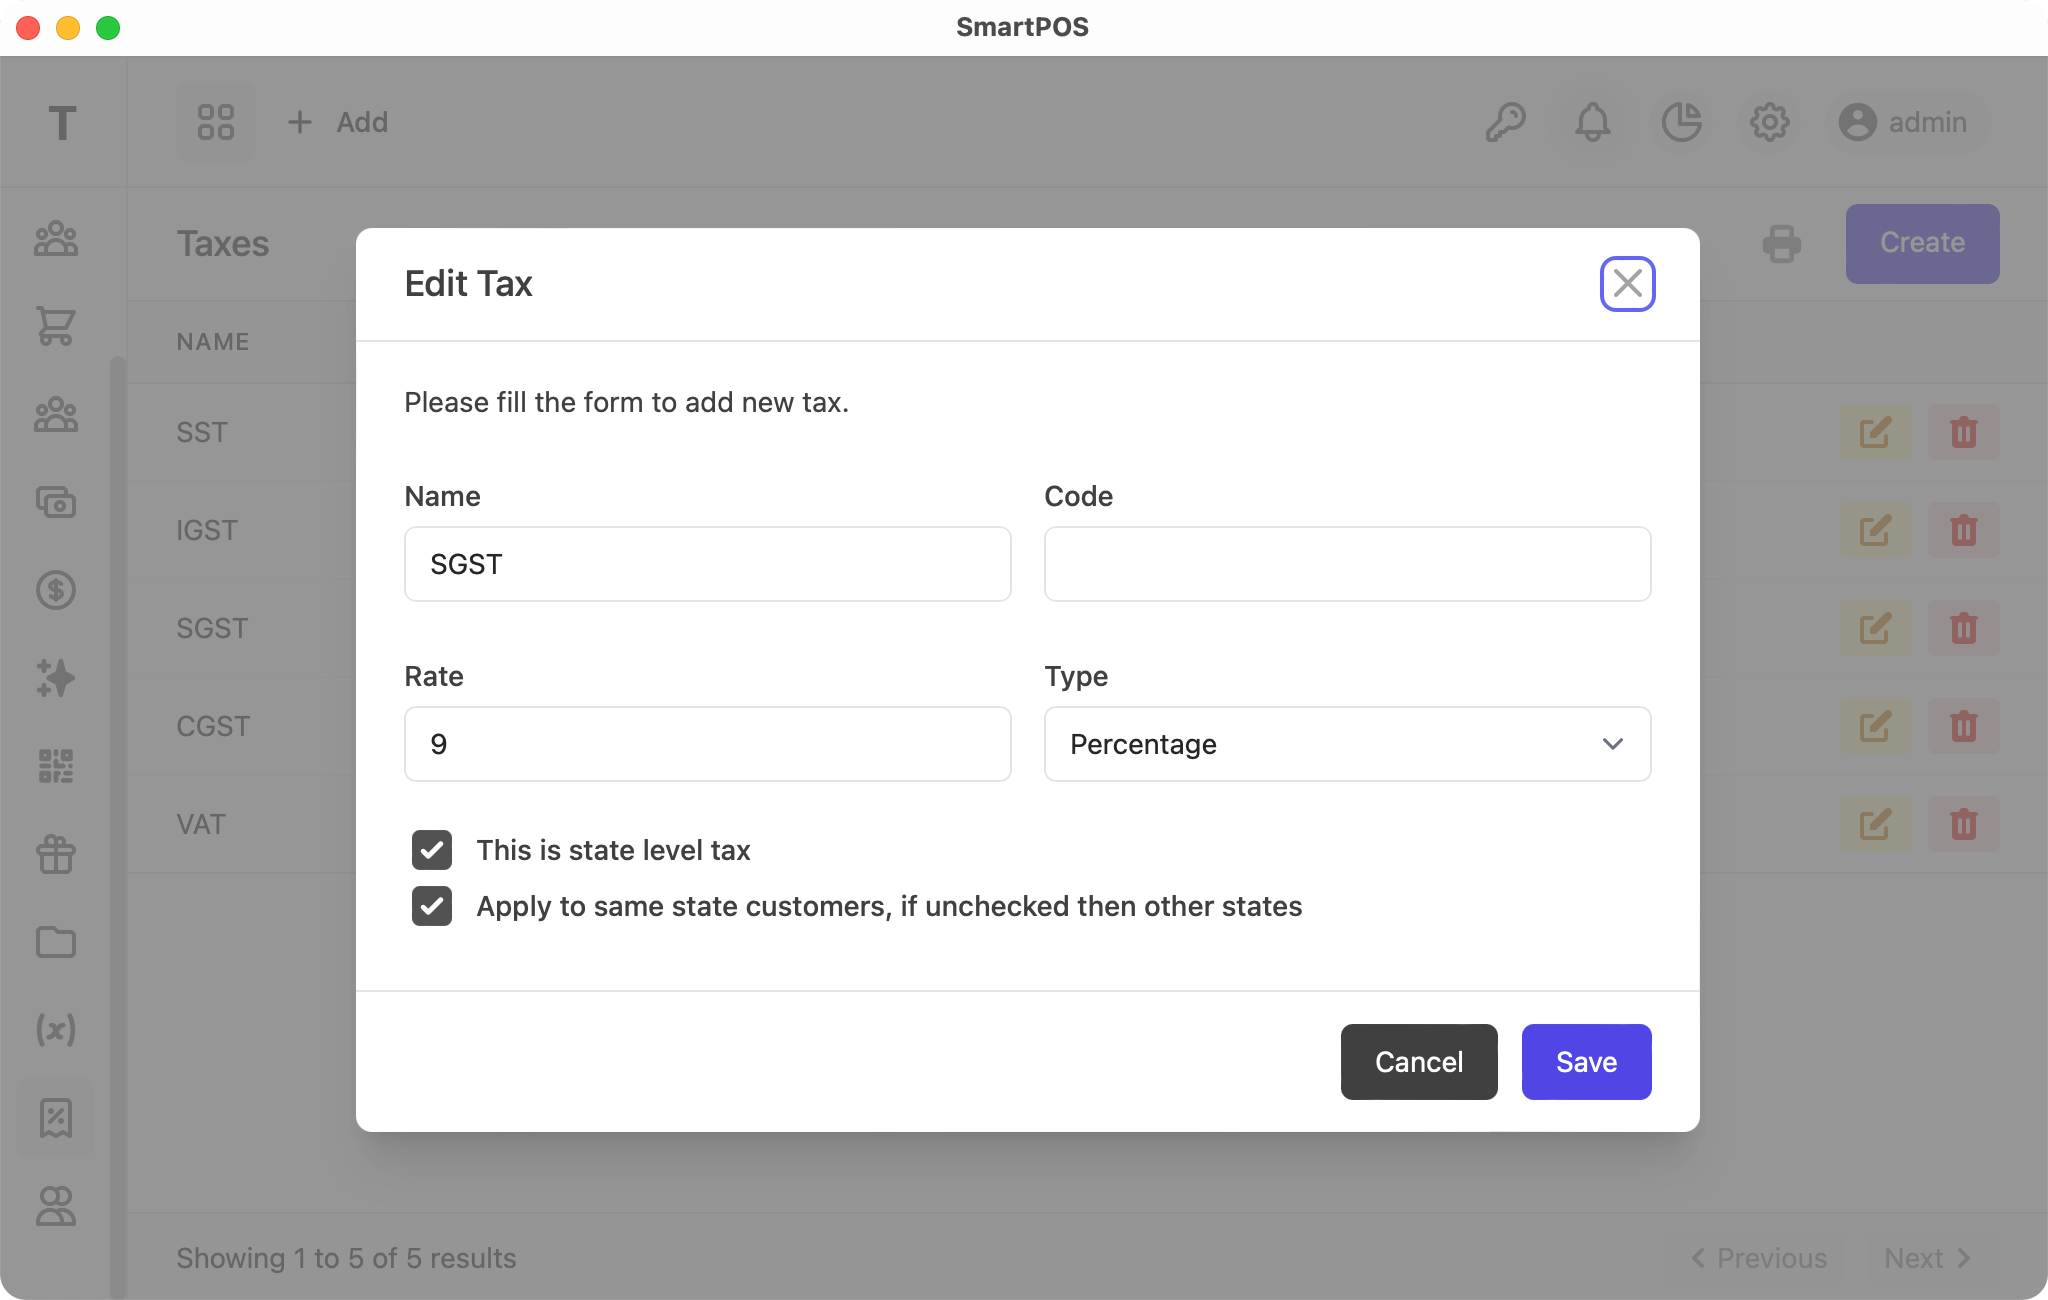 SmartPOS
T
Add
admin
Taxes
Create
NAME
SST
IGST
SGST
CGST
VAT
Edit Tax
Please fill the form to add new tax.
Name
Code
SGST
Rate
Type
9
Percentage
This is state level tax
Apply to same state customers, if unchecked then other states
Cancel
Save
Showing 1 to 5 of 5 results
Previous
Next